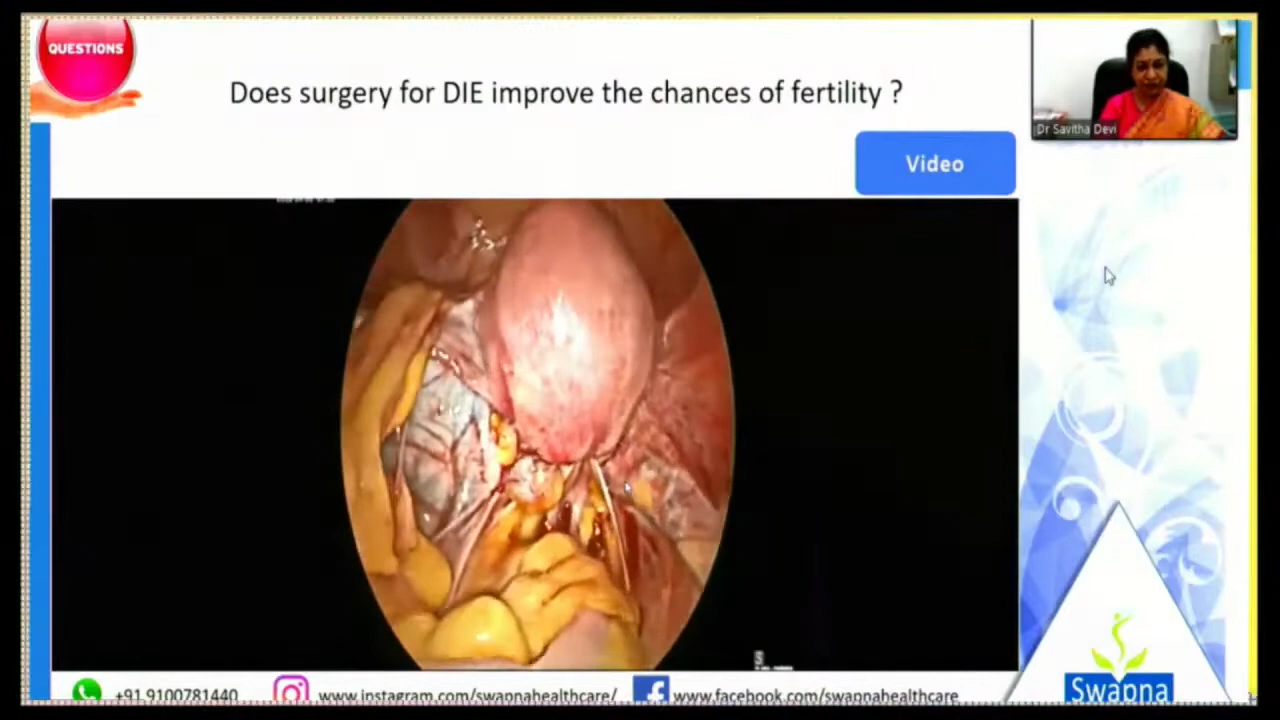 QUESTIONS
Does surgery for DIE improve the chances of fertility ?
Dr Savitha Devi
Video
+91 9100781440
www.instagram.com/swapnahealthcare/
www.facebook.com/swapnahealthcare
Swapna